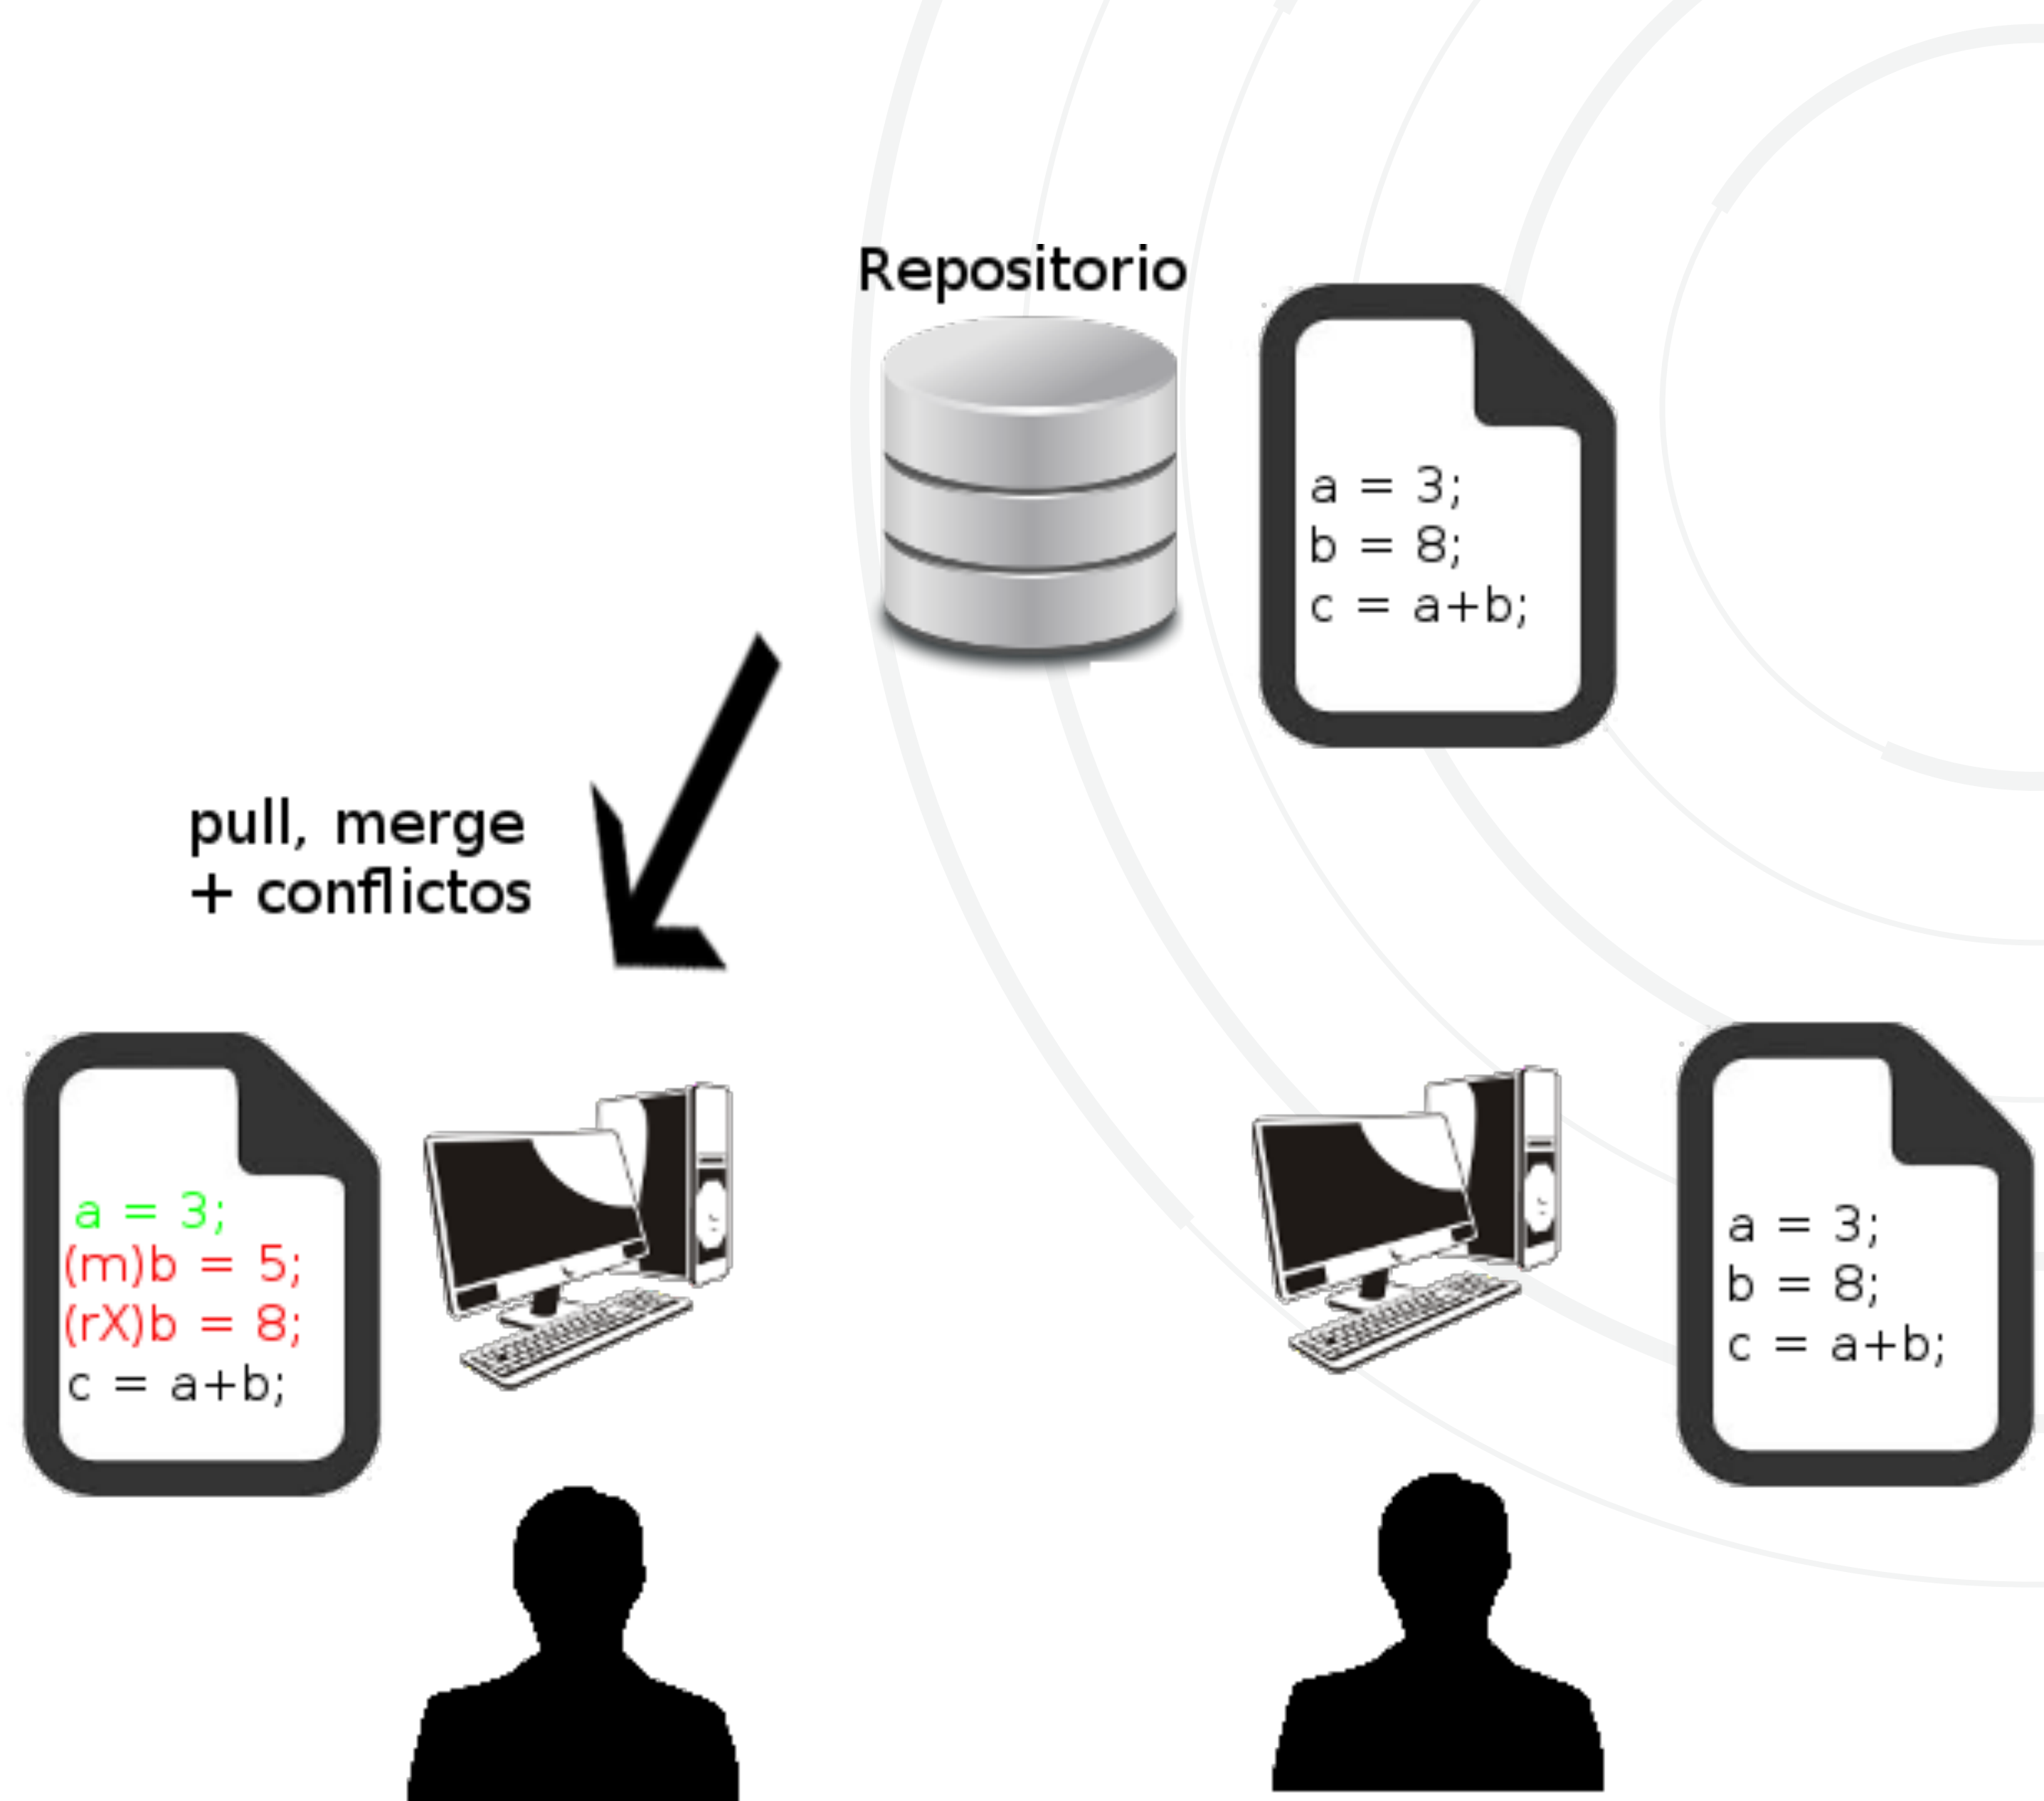 Repositorio
a = 3;
b = 8;
c = a+b;
pull, merge
+ conflictos
a = 3;
(m)b = 5;
(rX)b = 8;
c = a+b;
a = 3;
b = 8;
c = a+b;